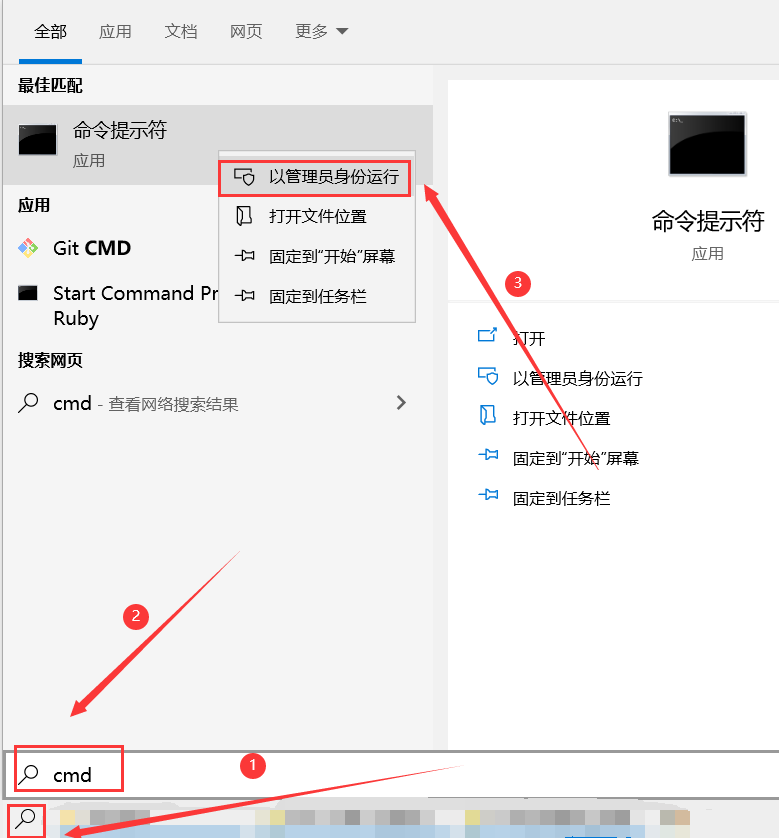 全部 应用 文档 网页 更多
最佳匹配
命令提示符
应用
以管理员身份运行
打开文件位置
固定到“开始”屏幕
固定到任务栏
应用
Git CMD
Start Command Pr
Ruby
搜索网页
cmd - 查看网络搜索结果
命令提示符
应用
3
打开
以管理员身份运行
打开文件位置
固定到“开始”屏幕
固定到任务栏
2
1
cmd